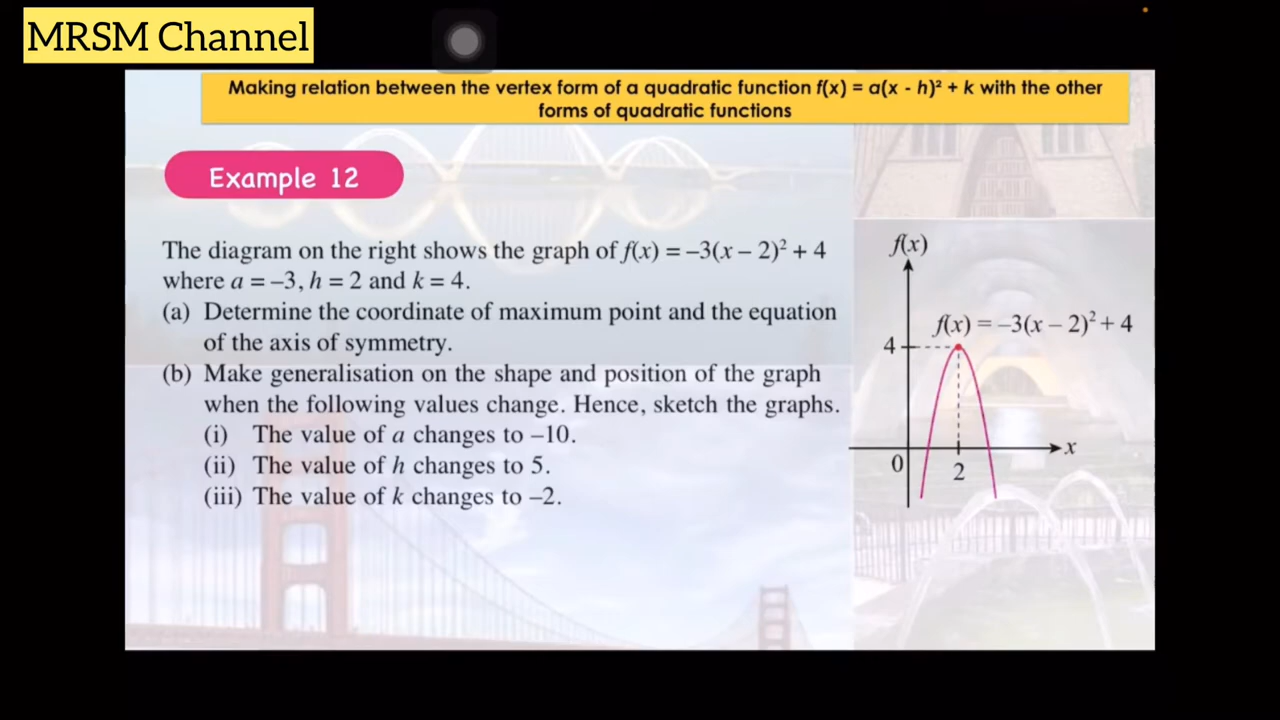 MRSM Channel
Making relation between the vertex form of a quadratic function f(x) = a(x - h)² + k with the other
forms of quadratic functions
Example 12
The diagram on the right shows the graph of f(x) = –3(x – 2)² + 4
where a = –3, h = 2 and k = 4.
(a) Determine the coordinate of maximum point and the equation
of the axis of symmetry.
(b) Make generalisation on the shape and position of the graph
when the following values change. Hence, sketch the graphs.
(i) The value of a changes to –10.
(ii) The value of h changes to 5.
(iii) The value of k changes to –2.
f(x)
f(x) = –3(x – 2)² + 4
4
x
0
2